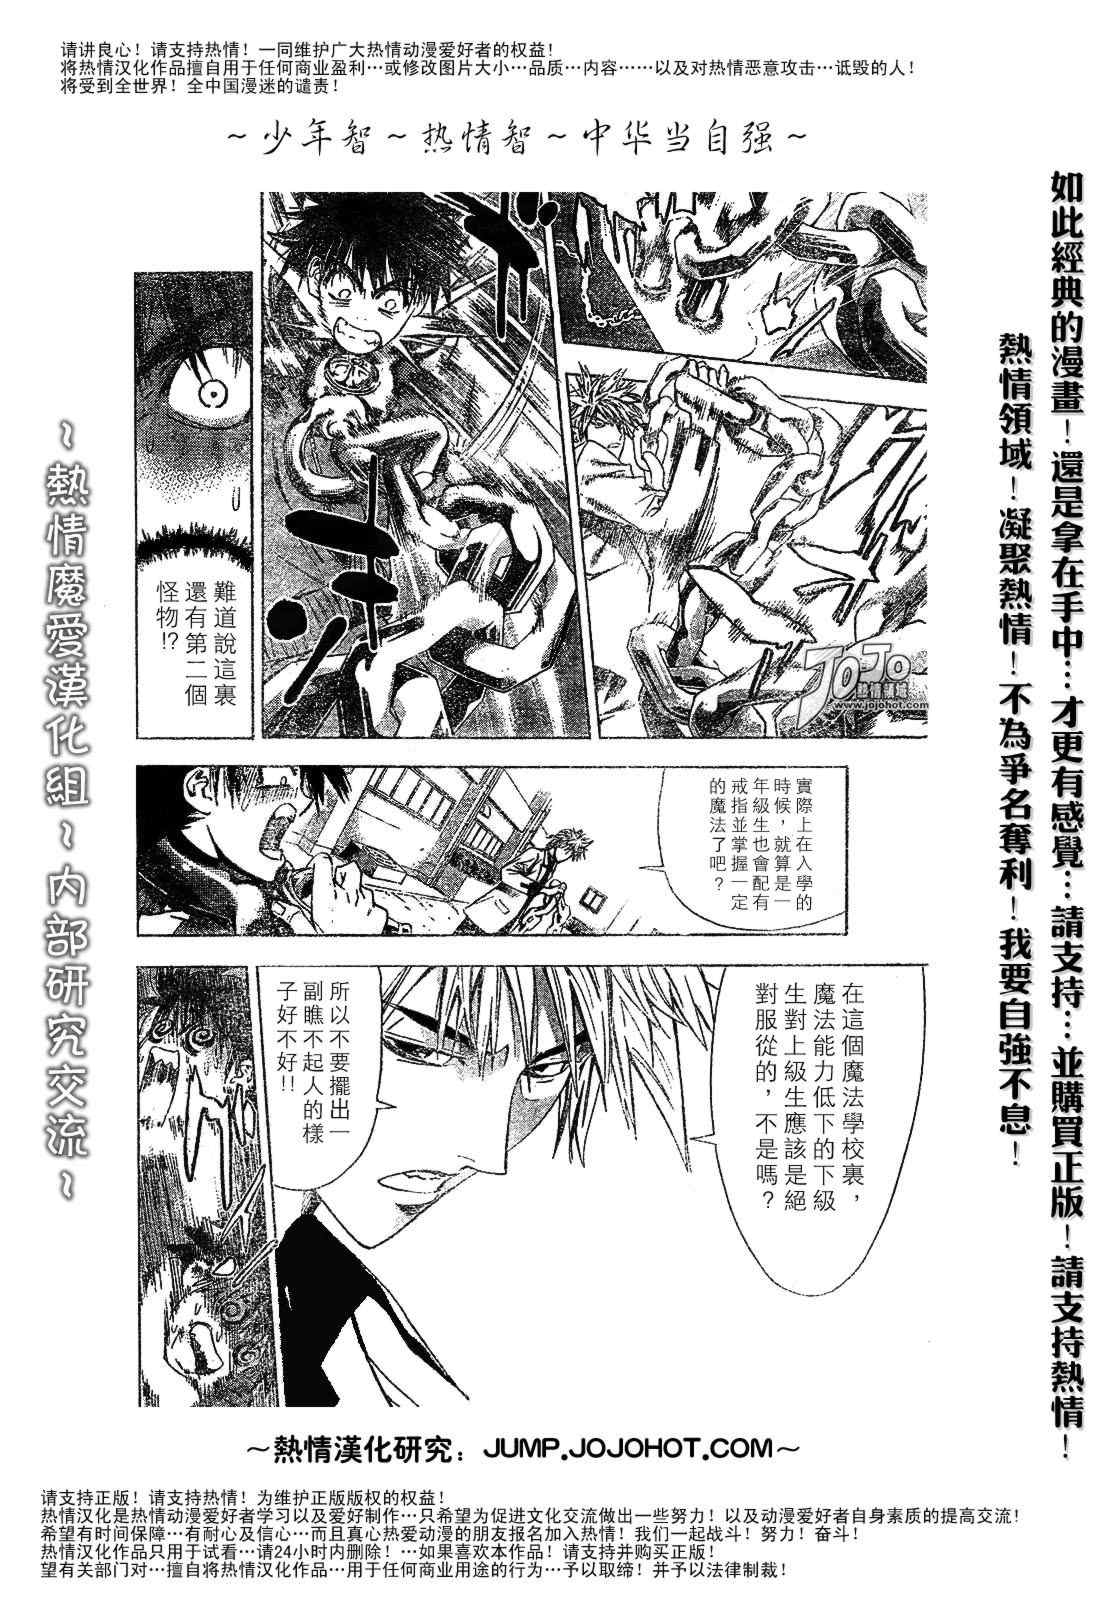 请讲良心！请支持热情！一同维护广大热情动漫爱好者的权益！
将热情汉化作品擅自用于任何商业盈利…或修改图片大小…品质…内容……以及对热情恶意攻击…诋毁的人！
将受到全世界！全中国漫迷的谴责！
～少年智～热情智～中华当自强～
如此經典的漫畫！還是拿在手中…才更有感覺…請支持…並購買正版！請支持熱情！
熱情領域！凝聚熱情！不為爭名奪利！我要自強不息！
～熱情魔愛漢化組～内部研究交流～
難道說這裏
還有第二個
怪物!?
JOJO
熱情領域
www.jojohot.com
實際上在入學的
時候，就算是一
年級生也會配有
戒指並掌握一定
的魔法了吧？
在這個魔法學校裏，
魔法能力低下的下級
生對上級生應該是絕
對服從的，不是嗎？
所以不要擺出一
副瞧不起人的樣
子好不好!!
～熱情漢化研究：JUMP.JOJOHOT.COM～
请支持正版！请支持热情！为维护正版版权的权益！
热情汉化是热情动漫爱好者学习以及爱好制作…只希望为促进文化交流做出一些努力！以及动漫爱好者自身素质的提高交流！
希望有时间保障…有耐心及信心…而且真心热爱动漫的朋友报名加入热情！我们一起战斗！努力！奋斗！
热情汉化作品只用于试看…请24小时内删除！…如果喜欢本作品！请支持并购买正版！
望有关部门对…擅自将热情汉化作品…用于任何商业用途的行为…予以取缔！并予以法律制裁！